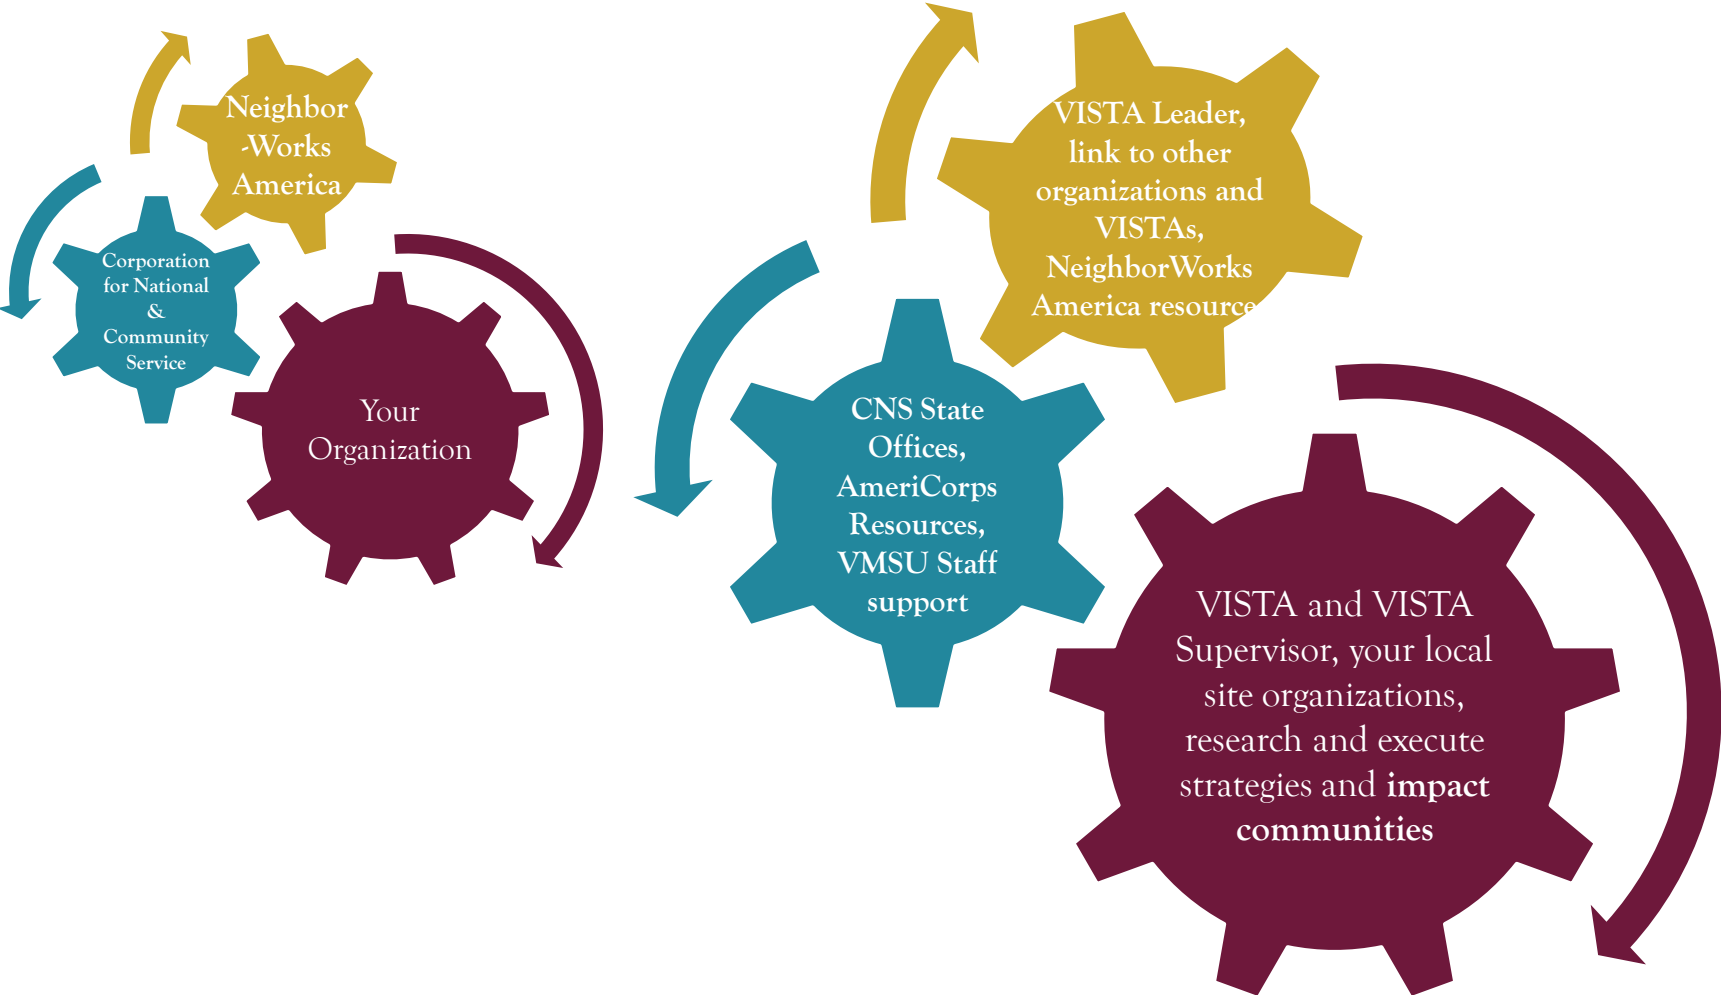 Neighbor
-Works
America
Corporation
for National
&
Community
Service
Your
Organization
VISTA Leader,
link to other
organizations and
VISTAs,
NeighborWorks
America resource
CNS State
Offices,
AmeriCorps
Resources,
VMSU Staff
support
VISTA and VISTA
Supervisor, your local
site organizations,
research and execute
strategies and impact
communities